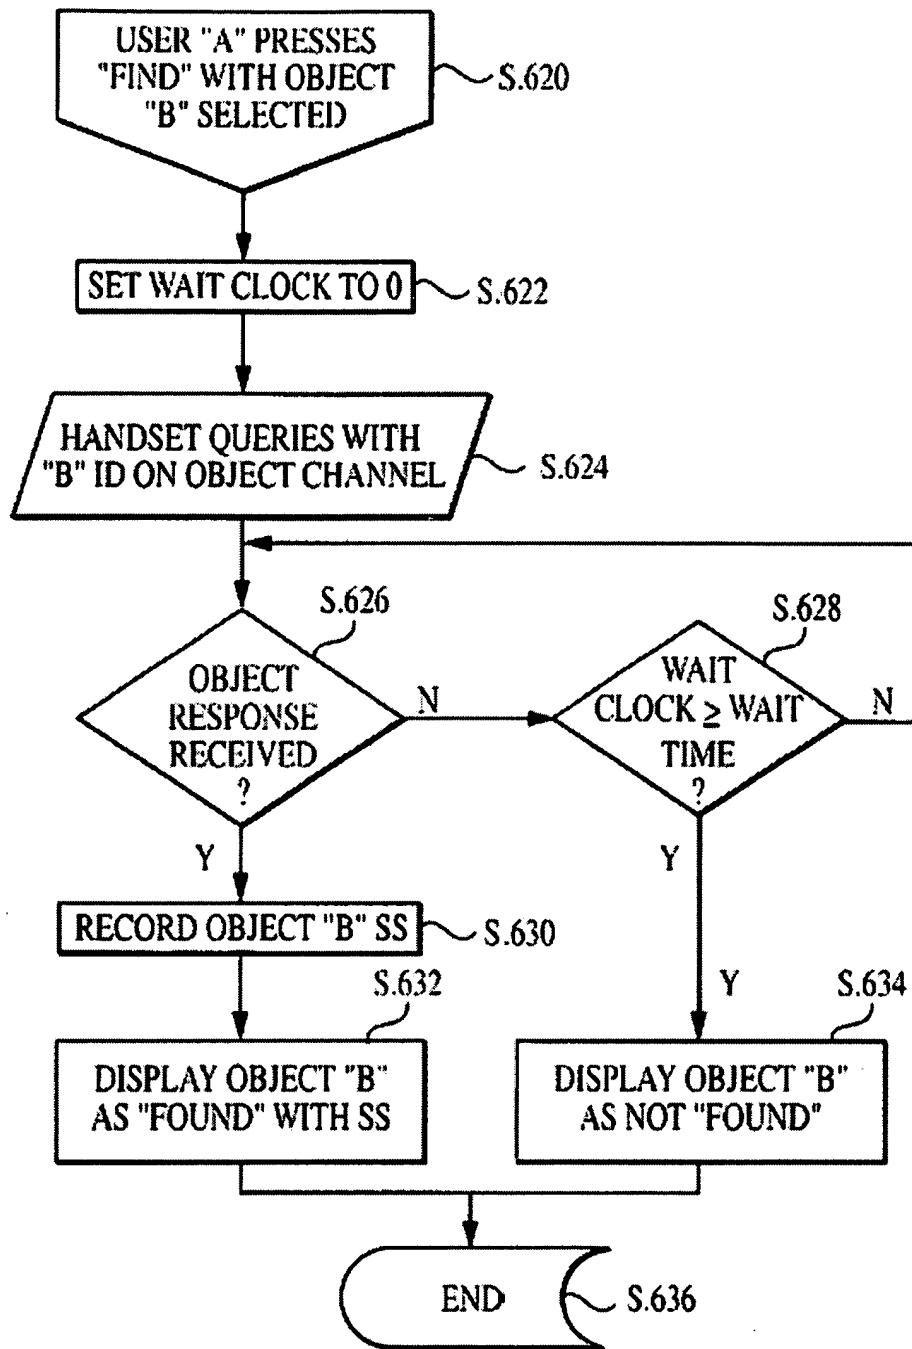 USER "A" PRESSES
"FIND" WITH OBJECT
"B" SELECTED
S.620
SET WAIT CLOCK TO 0
S.622
HANDSET QUERIES WITH
"B" ID ON OBJECT CHANNEL
S.624
S.626
OBJECT
RESPONSE
RECEIVED
?
N
Y
S.628
WAIT
CLOCK ≥ WAIT
TIME
?
N
Y
RECORD OBJECT "B" SS
S.630
S.632
DISPLAY OBJECT "B"
AS "FOUND" WITH SS
Y
S.634
DISPLAY OBJECT "B"
AS NOT "FOUND"
END
S.636